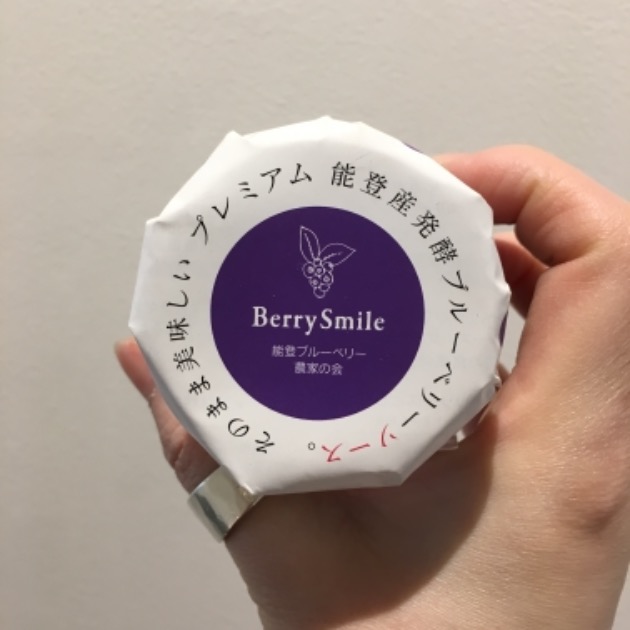 そのまま美味しい プレミアム 能登産発酵ブルーベリーソース。
Berry Smile
能登ブルーベリー
農家の会